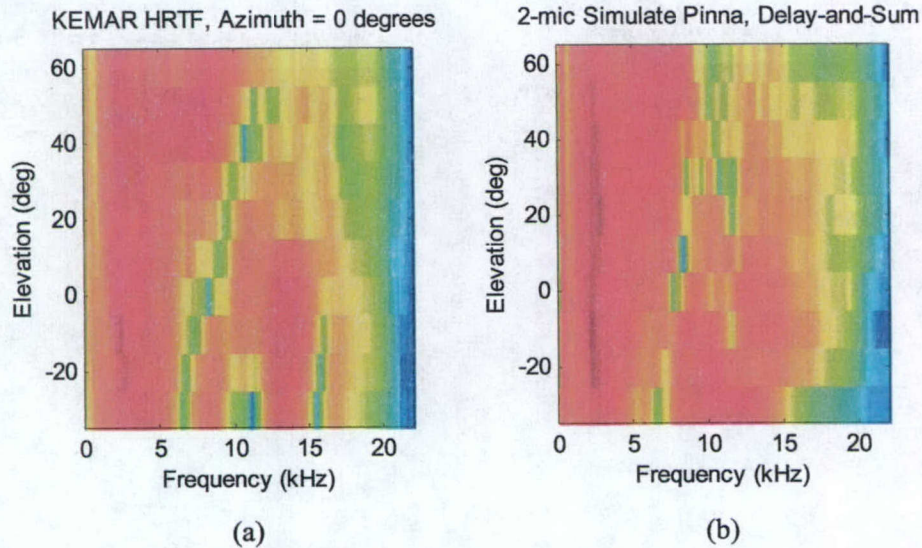 KEMAR HRTF, Azimuth = 0 degrees
60
40
20
0
-20
Elevation (deg)
0 5 10 15 20
Frequency (kHz)
(a)
2-mic Simulate Pinna, Delay-and-Sum
60
40
20
0
-20
Elevation (deg)
0 5 10 15 20
Frequency (kHz)
(b)